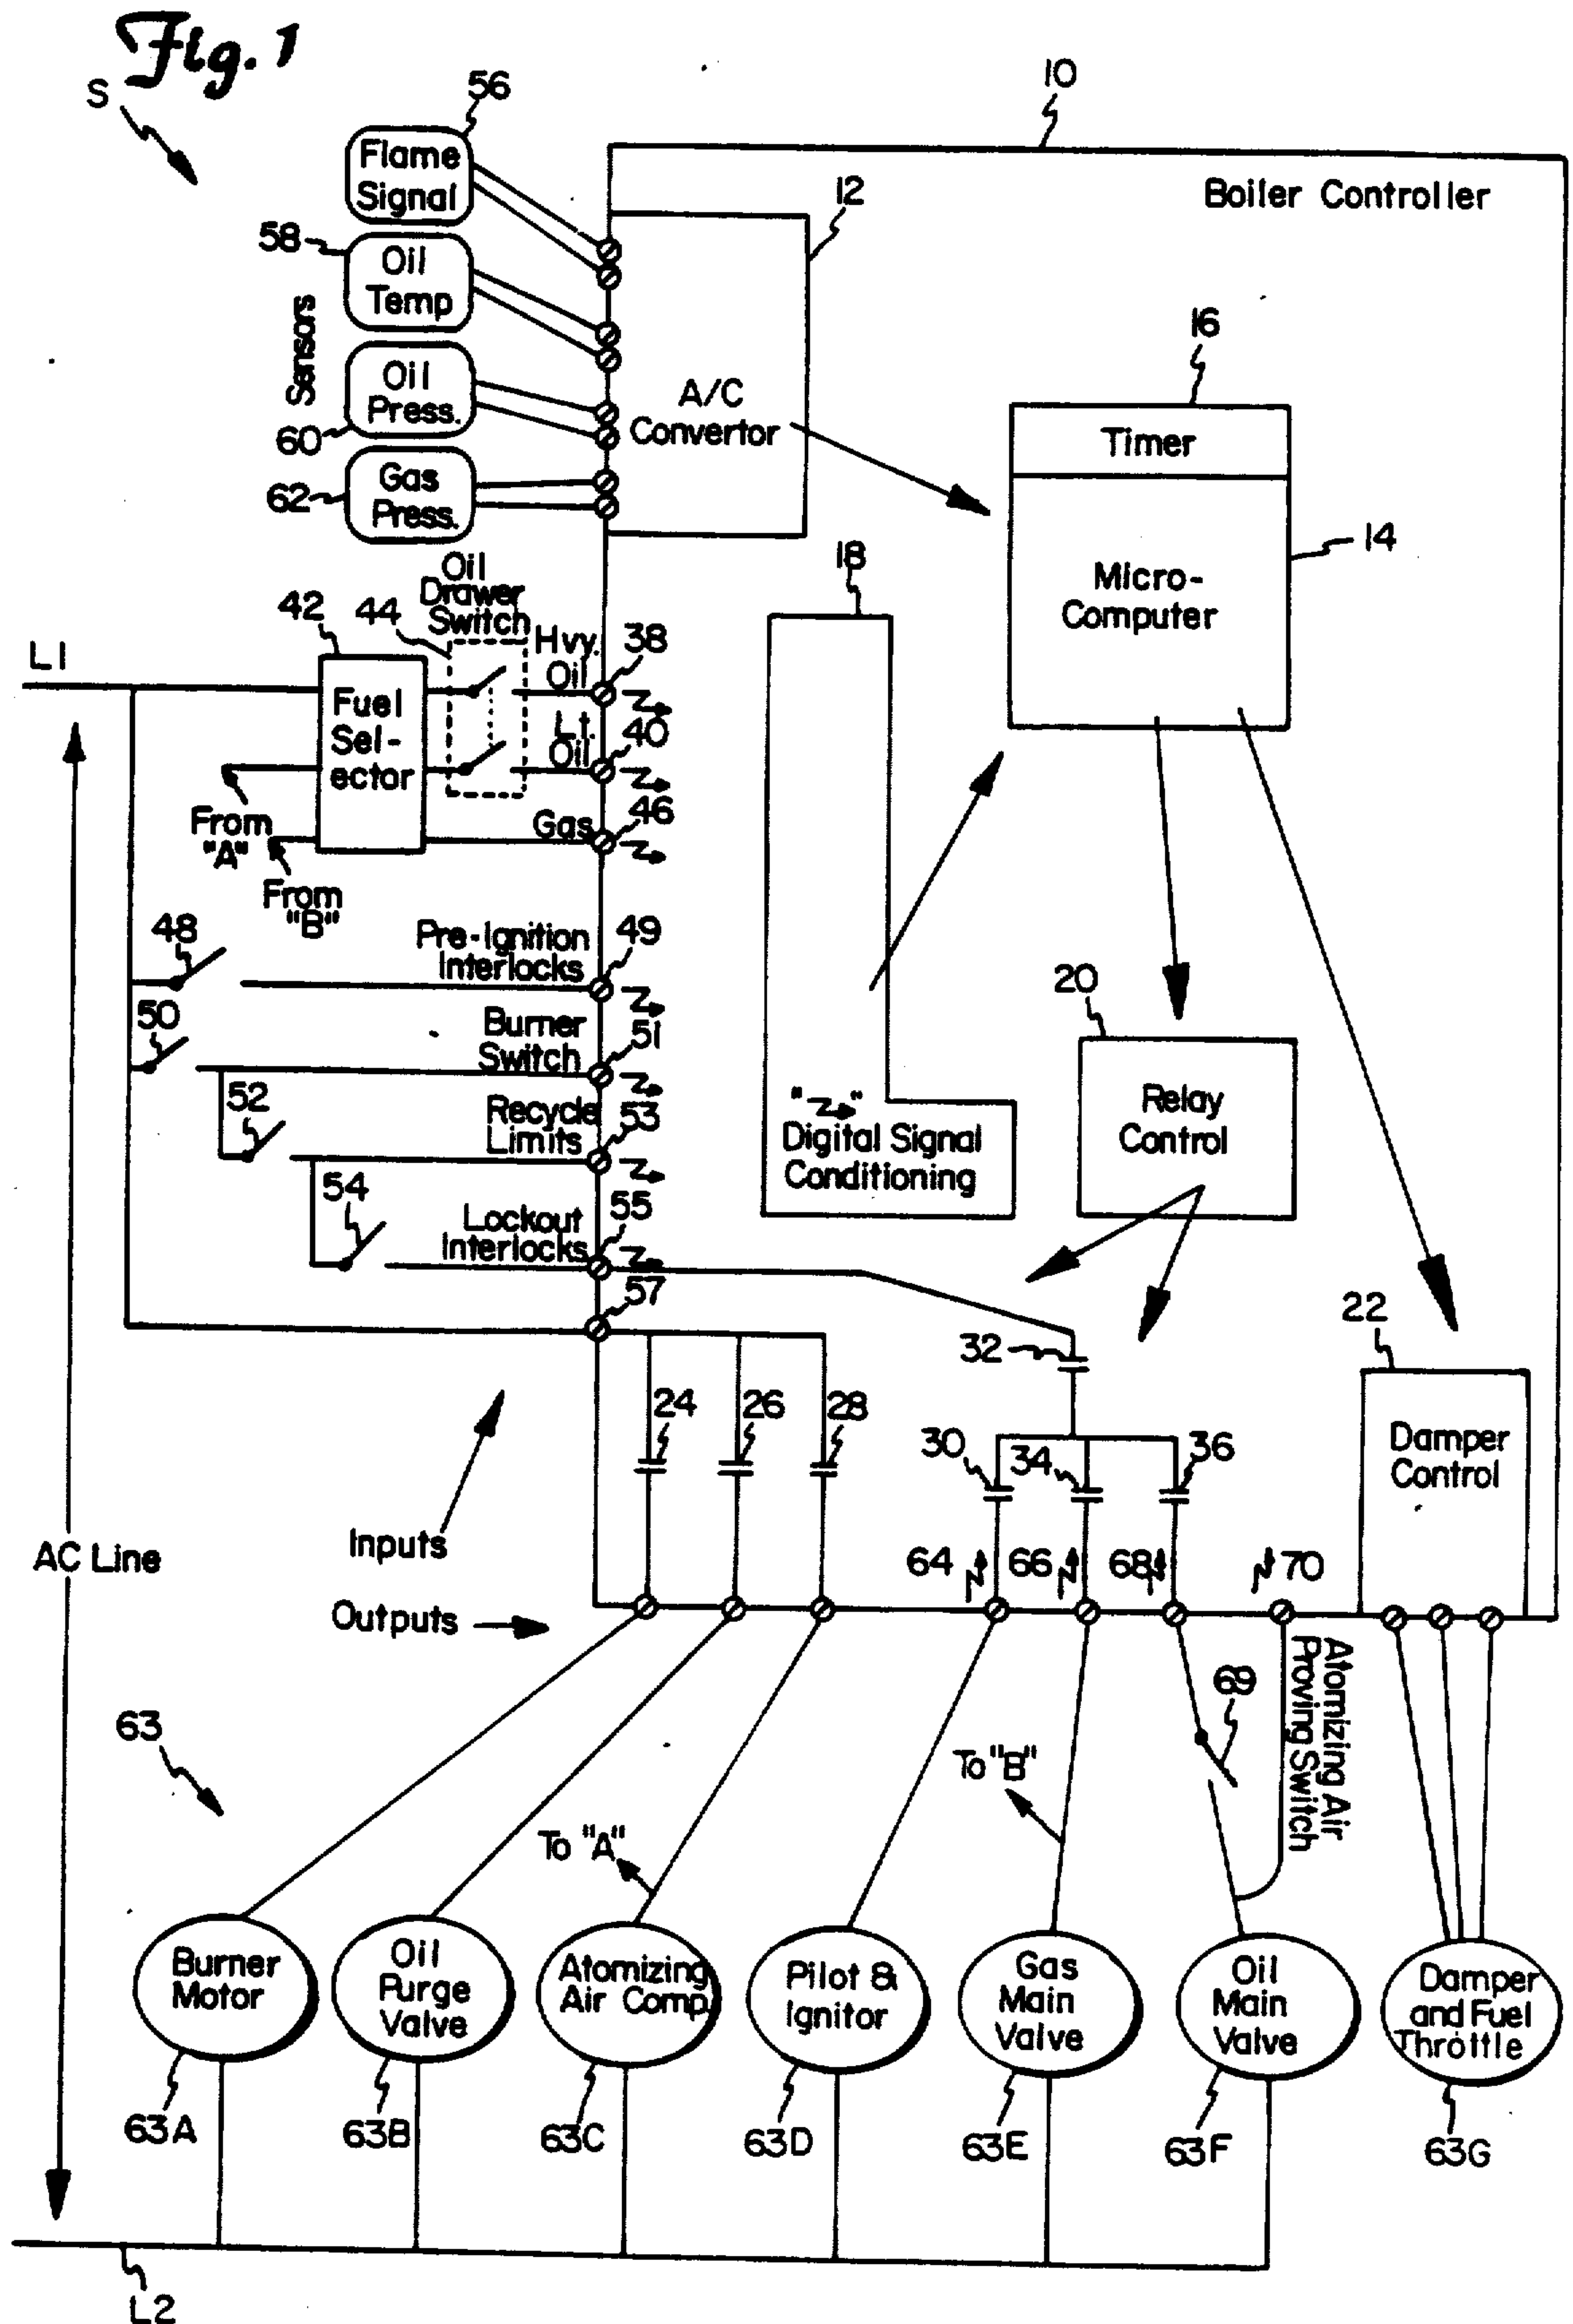 Fig. 1
S
56
10
Flame
Signal
12
Boiler Controller
58
Oil
Temp
Sensors
16
Oil
Press.
60
A/C
Convertor
Timer
Gas
Press.
62
14
Micro-
Computer
18
Oil
Drawer
Switch
42
44
Hvy.
Oil
38
L1
Fuel
Sel-
ector
Lt.
Oil
40
From
"A"
Gas
46
From
"B"
48
Pre-Ignition
Interlocks
49
20
50
Burner
Switch
51
52
Recycle
Limits
53
" "
Digital Signal
Conditioning
Relay
Control
54
Lockout
Interlocks
55
57
22
32
24
26
28
30
34
36
Damper
Control
Inputs
AC Line
64
66
68
70
Outputs
Atomizing Air
Proving Switch
69
63
To "B"
To "A"
Burner
Motor
Oil
Purge
Valve
Atomizing
Air Comp.
Pilot &
Ignitor
Gas
Main
Valve
Oil
Main
Valve
Damper
and Fuel
Throttle
63A
63B
63C
63D
63E
63F
63G
L2